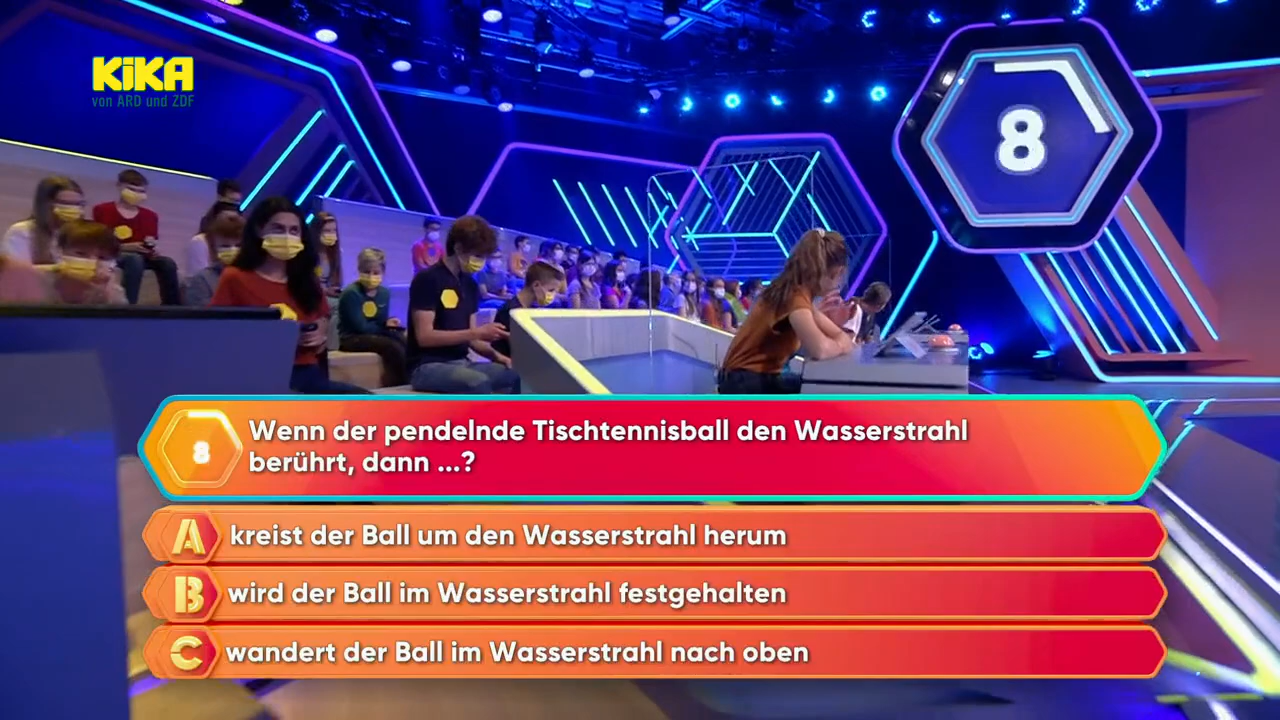 KiKA
von ARD und ZDF
8
8
Wenn der pendelnde Tischtennisball den Wasserstrahl
berührt, dann ...?
A kreist der Ball um den Wasserstrahl herum
B wird der Ball im Wasserstrahl festgehalten
C wandert der Ball im Wasserstrahl nach oben